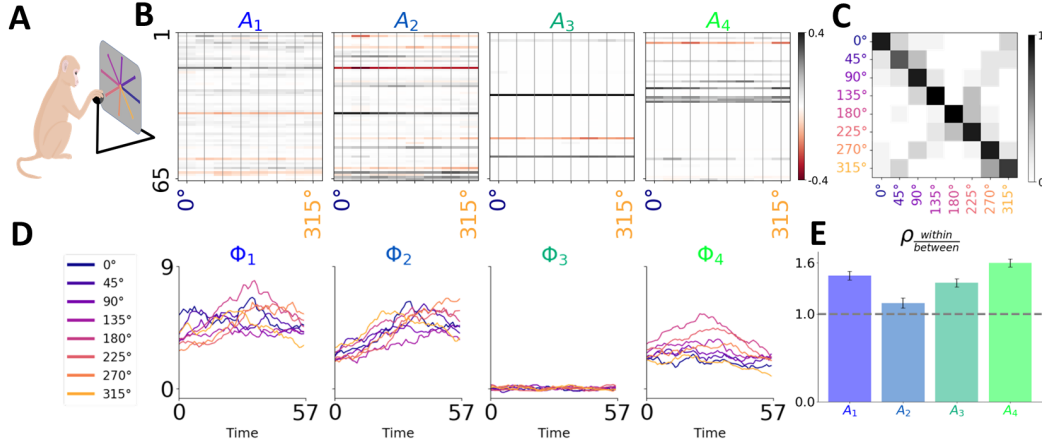 A
B
A1
A2
A3
A4
1
65
0°
315°
0°
315°
0°
315°
0°
315°
0.4
-0.4
C
0°
45°
90°
135°
180°
225°
270°
315°
0°
45°
90°
135°
180°
225°
270°
315°
1
0
D
0°
45°
90°
135°
180°
225°
270°
315°
Φ1
Φ2
Φ3
Φ4
9
0
0
57
0
57
0
57
0
57
Time
Time
Time
Time
E
ρ within/between
1.6
1.0
0.0
A1
A2
A3
A4